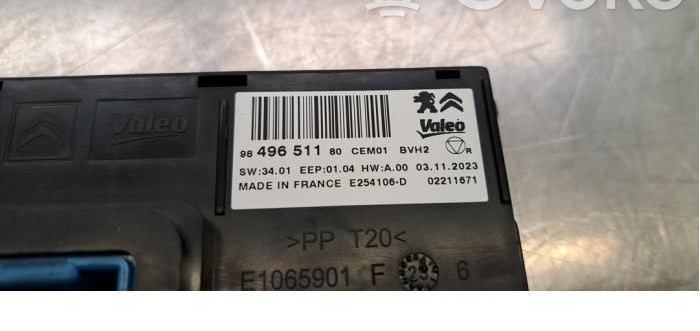 Valeo
Valeo
98 496 511 80 CEM01 BVH2 R
SW:34.01 EEP:01.04 HW:A.00 03.11.2023
MADE IN FRANCE E254106-D 02211671
>PP T20<
E1065901 F 23 6